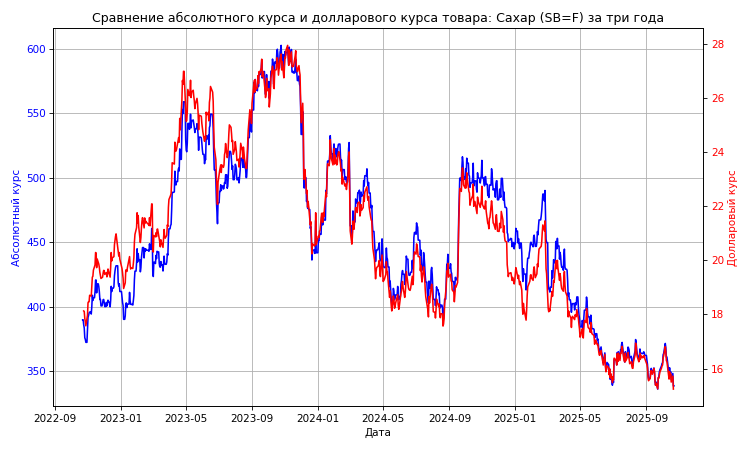 Сравнение абсолютного курса и долларового курса товара: Сахар (SB=F) за три года
600
550
500
450
400
350
Абсолютный курс
28
26
24
22
20
18
16
Долларовый курс
2022-09 2023-01 2023-05 2023-09 2024-01 2024-05 2024-09 2025-01 2025-05 2025-09
Дата